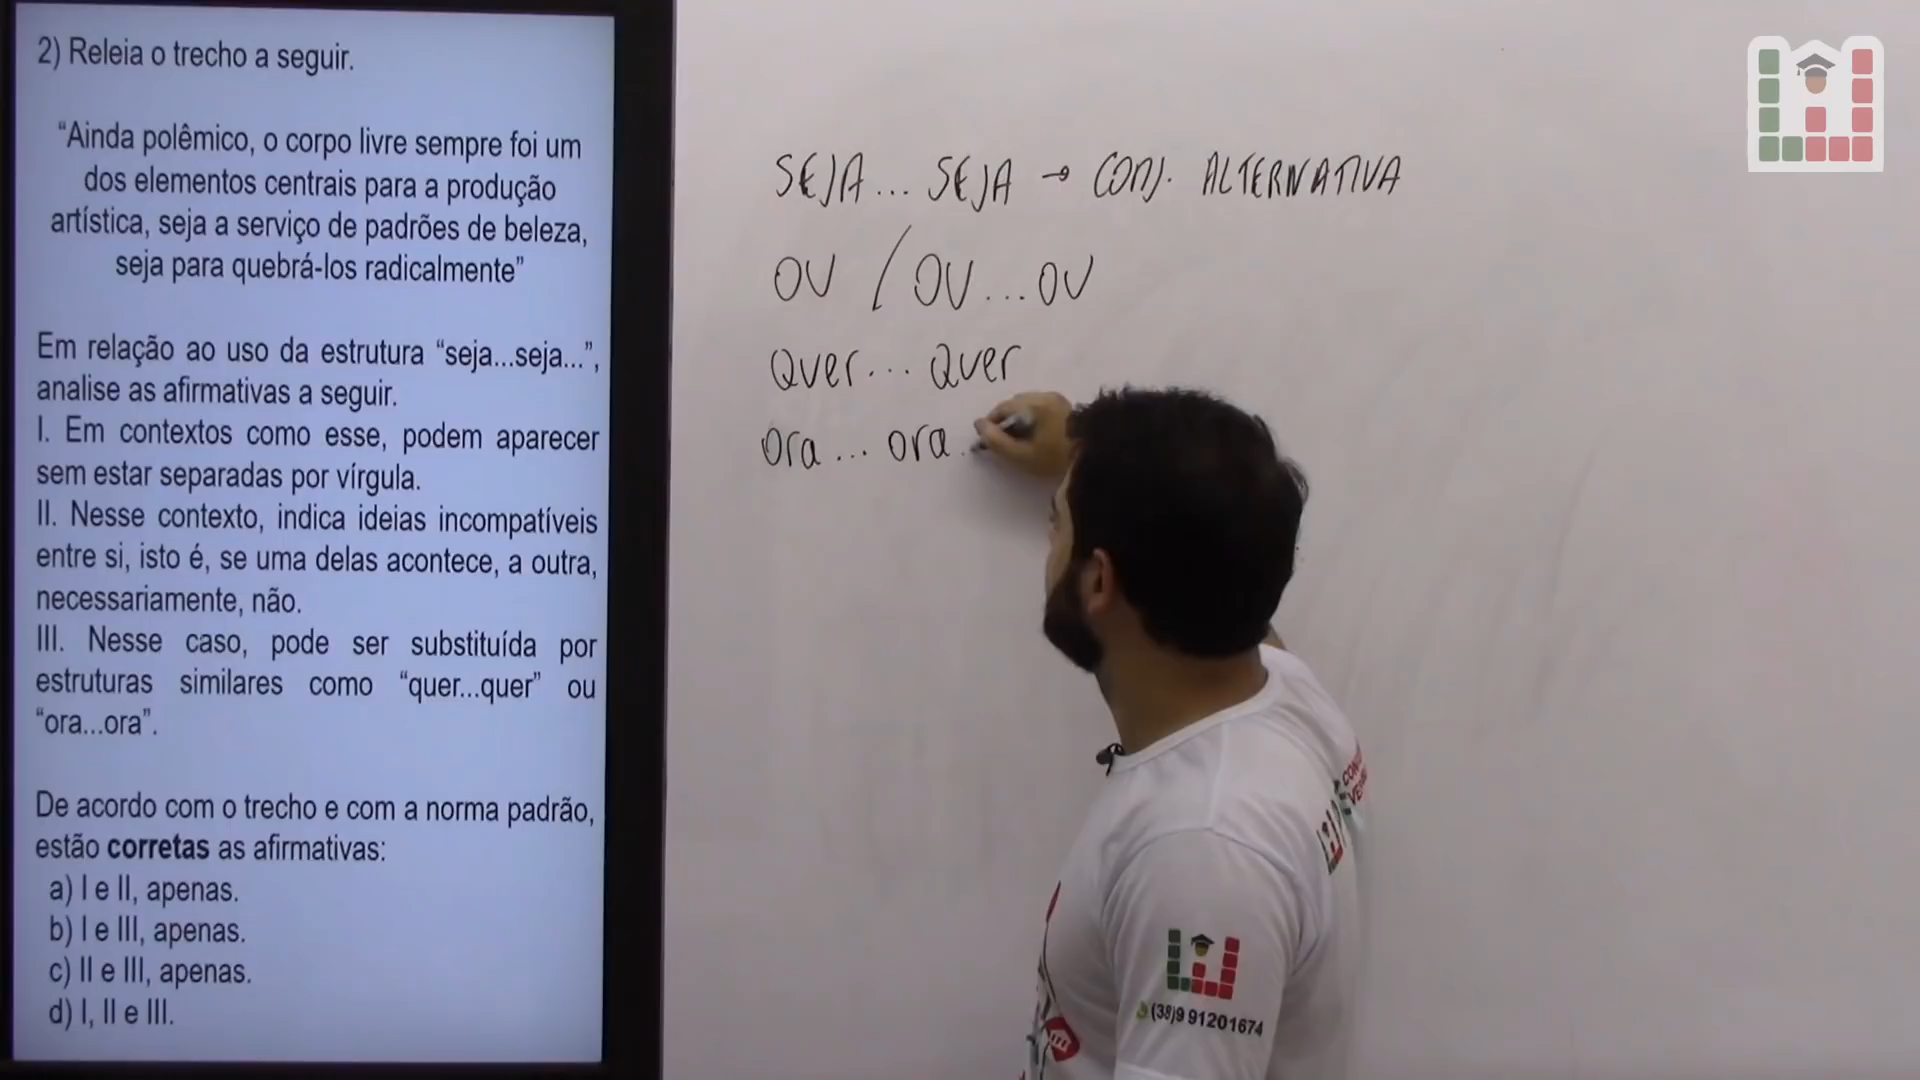 2) Releia o trecho a seguir.
“Ainda polêmico, o corpo livre sempre foi um
dos elementos centrais para a produção
artística, seja a serviço de padrões de beleza,
seja para quebrá-los radicalmente”
Em relação ao uso da estrutura “seja...seja...”,
analise as afirmativas a seguir.
I. Em contextos como esse, podem aparecer
sem estar separadas por vírgula.
II. Nesse contexto, indica ideias incompatíveis
entre si, isto é, se uma delas acontece, a outra,
necessariamente, não.
III. Nesse caso, pode ser substituída por
estruturas similares como “quer...quer” ou
“ora...ora”.
De acordo com o trecho e com a norma padrão,
estão corretas as afirmativas:
a) I e II, apenas.
b) I e III, apenas.
c) II e III, apenas.
d) I, II e III.
SEJA... SEJA → CONJ. ALTERNATIVA
OU / OU...OU
Quer... Quer
Ora... ora.
(38)9 91201674